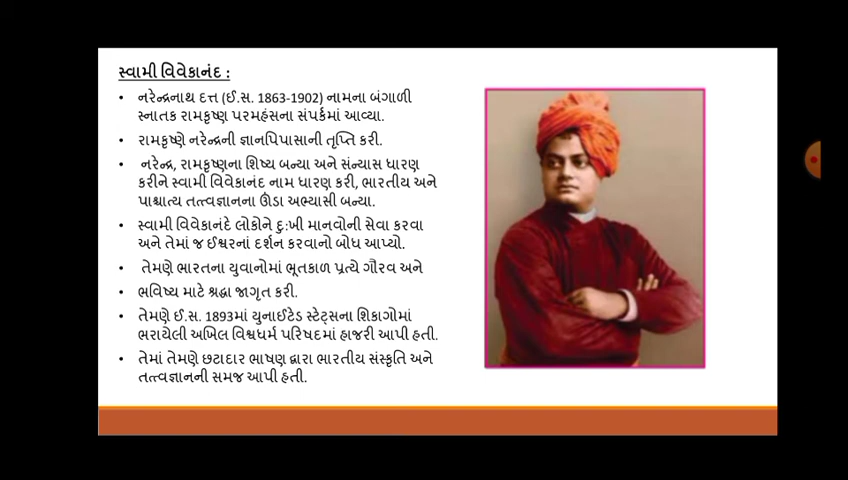 સ્વામી વિવેકાનંદ :
• નરેન્દ્રનાથ દત્ત (ઈ.સ. 1863-1902) નામના બંગાળી
સ્નાતક રામકૃષ્ણ પરમહંસના સંપર્કમાં આવ્યા.
• રામકૃષ્ણે નરેન્દ્રની જ્ઞાનપિપાસાની તૃપ્તિ કરી.
• નરેન્દ્ર, રામકૃષ્ણના શિષ્ય બન્યા અને સંન્યાસ ધારણ
કરીને સ્વામી વિવેકાનંદ નામ ધારણ કરી, ભારતીય અને
પાશ્ચાત્ય તત્ત્વજ્ઞાનના ઊંડા અભ્યાસી બન્યા.
• સ્વામી વિવેકાનંદે લોકોને દુ:ખી માનવોની સેવા કરવા
અને તેમાં જ ઈશ્વરનાં દર્શન કરવાનો બોધ આપ્યો.
• તેમણે ભારતના યુવાનોમાં ભૂતકાળ પ્રત્યે ગૌરવ અને
• ભવિષ્ય માટે શ્રદ્ધા જાગૃત કરી.
• તેમણે ઈ.સ. 1893માં યુનાઈટેડ સ્ટેટ્સના શિકાગોમાં
ભરાયેલી અખિલ વિશ્વધર્મ પરિષદમાં હાજરી આપી હતી.
• તેમાં તેમણે છટાદાર ભાષણ દ્વારા ભારતીય સંસ્કૃતિ અને
તત્ત્વજ્ઞાનની સમજ આપી હતી.